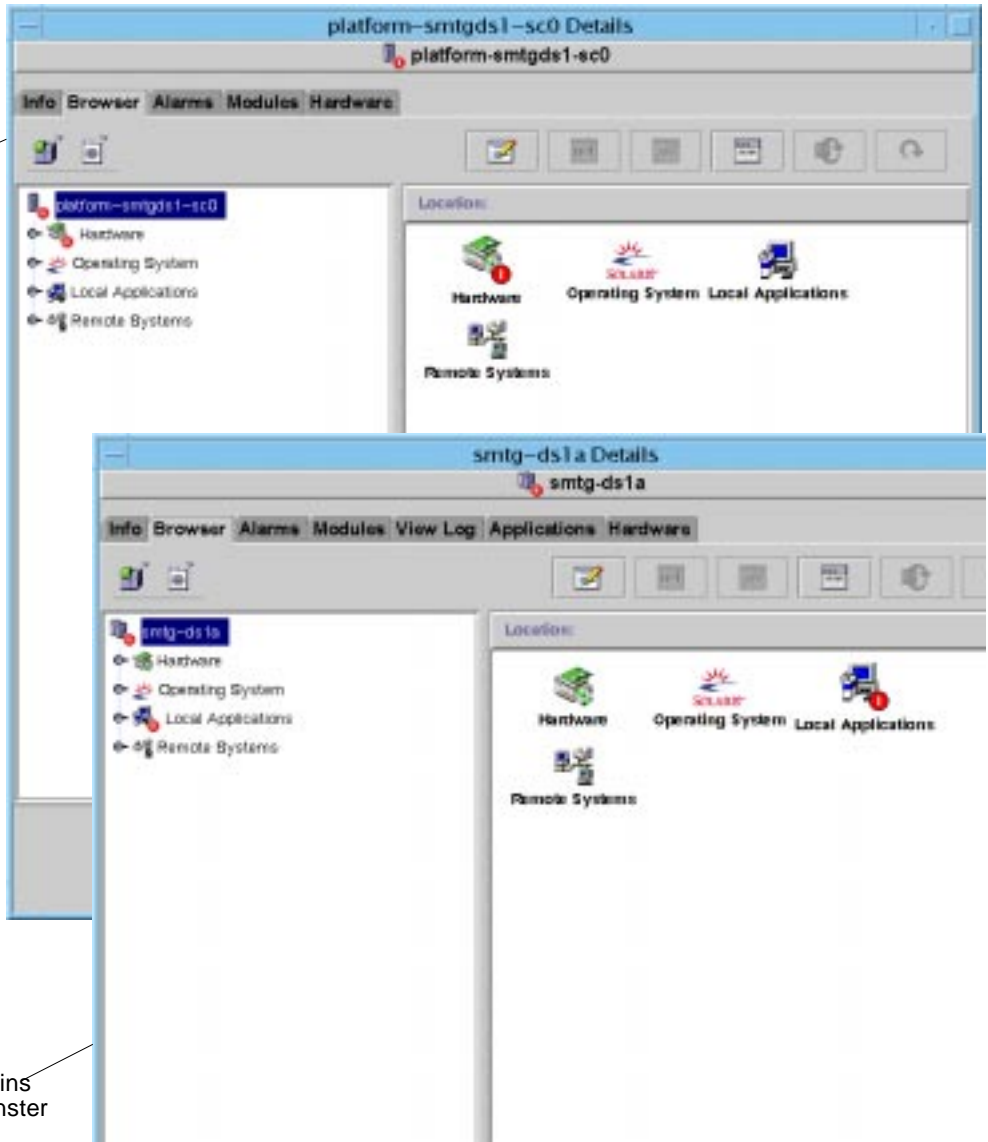 platform-smtgds1-sc0 Details
platform-smtgds1-sc0
Info Browser Alarms Modules Hardware
platform-smtgds1-sc0
Hardware
Operating System
Local Applications
Remote Systems
Location:
Hardware
SOLARIS
Operating System
Local Applications
Remote Systems
smtg-ds1a Details
smtg-ds1a
Info Browser Alarms Modules View Log Applications Hardware
smtg-ds1a
Hardware
Operating System
Local Applications
Remote Systems
Location:
Hardware
SOLARIS
Operating System
Local Applications
Remote Systems
ins
nster